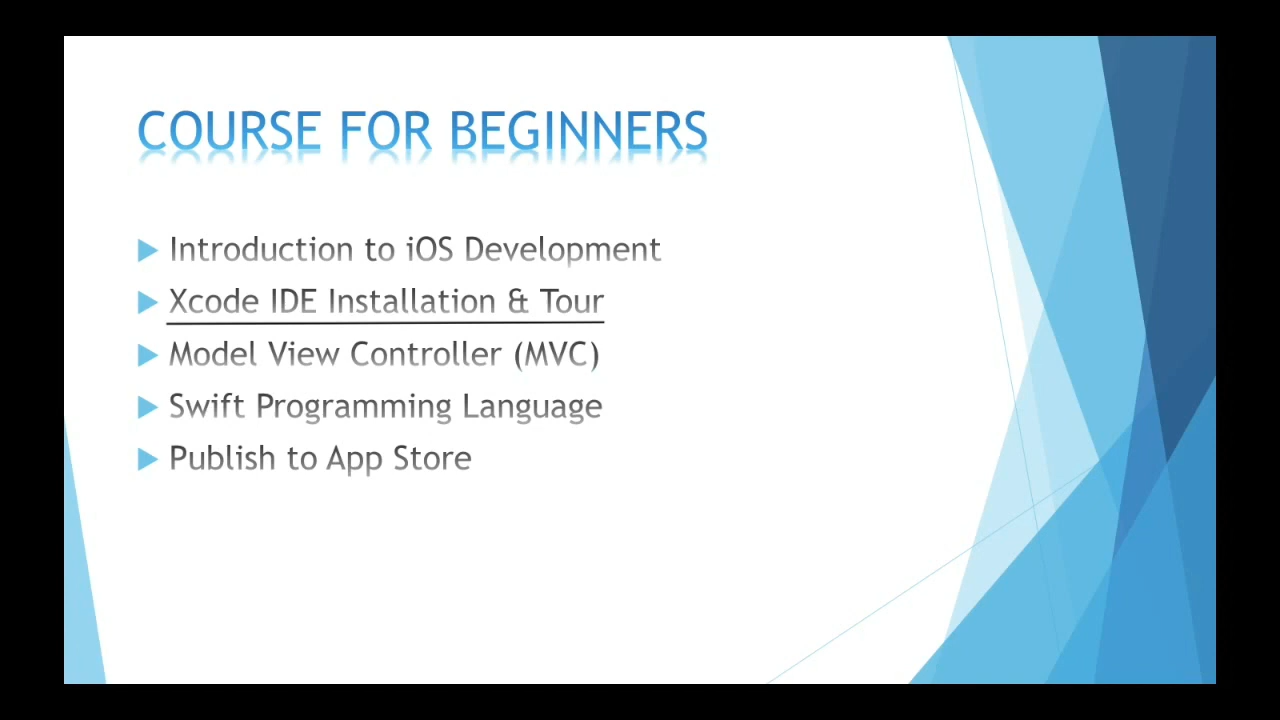 COURSE FOR BEGINNERS
Introduction to iOS Development
Xcode IDE Installation & Tour
Model View Controller (MVC)
Swift Programming Language
Publish to App Store